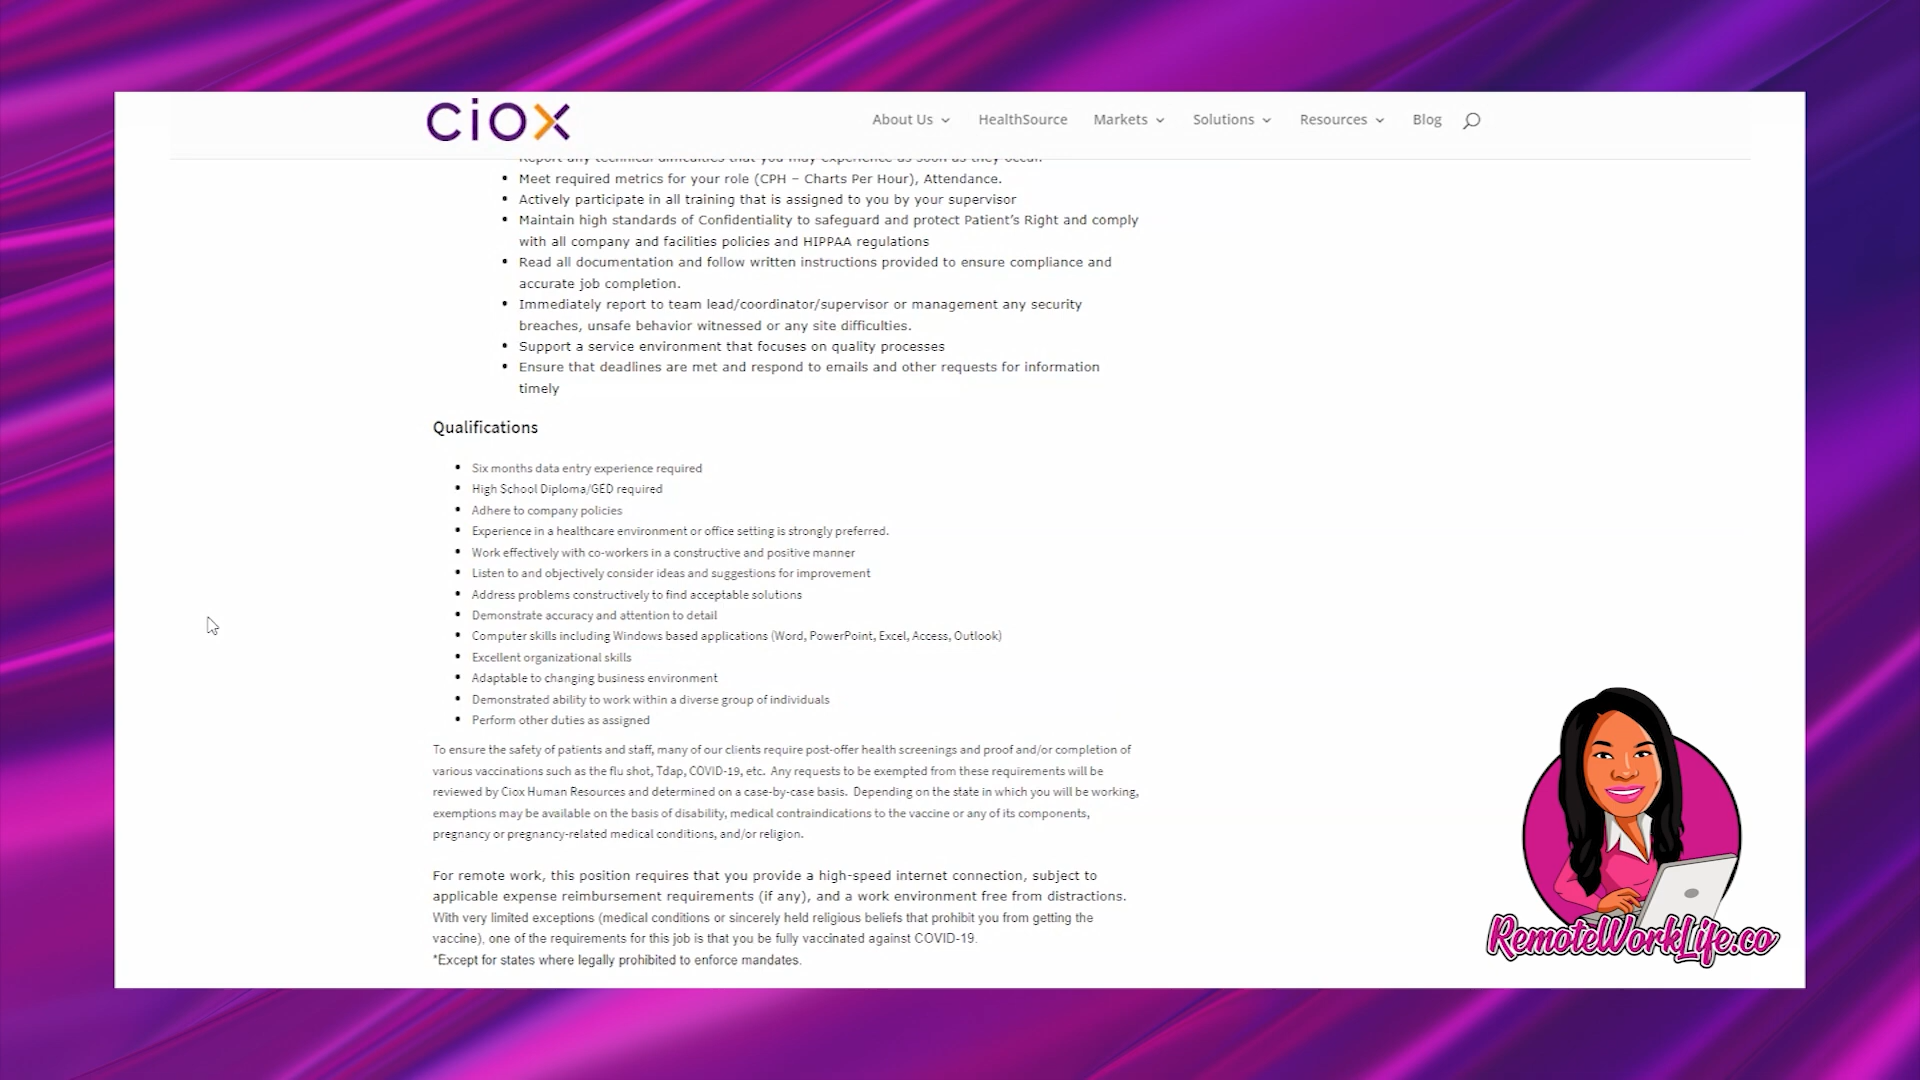 ciox
About Us
HealthSource
Markets
Solutions
Resources
Blog
Report any technical difficulties that you may experience as soon as they occur.
• Meet required metrics for your role (CPH – Charts Per Hour), Attendance.
• Actively participate in all training that is assigned to you by your supervisor
• Maintain high standards of Confidentiality to safeguard and protect Patient's Right and comply
with all company and facilities policies and HIPPAA regulations
• Read all documentation and follow written instructions provided to ensure compliance and
accurate job completion.
• Immediately report to team lead/coordinator/supervisor or management any security
breaches, unsafe behavior witnessed or any site difficulties.
• Support a service environment that focuses on quality processes
• Ensure that deadlines are met and respond to emails and other requests for information
timely
Qualifications
• Six months data entry experience required
• High School Diploma/GED required
• Adhere to company policies
• Experience in a healthcare environment or office setting is strongly preferred.
• Work effectively with co-workers in a constructive and positive manner
• Listen to and objectively consider ideas and suggestions for improvement
• Address problems constructively to find acceptable solutions
• Demonstrate accuracy and attention to detail
• Computer skills including Windows based applications (Word, PowerPoint, Excel, Access, Outlook)
• Excellent organizational skills
• Adaptable to changing business environment
• Demonstrated ability to work within a diverse group of individuals
• Perform other duties as assigned
To ensure the safety of patients and staff, many of our clients require post-offer health screenings and proof and/or completion of
various vaccinations such as the flu shot, Tdap, COVID-19, etc. Any requests to be exempted from these requirements will be
reviewed by Ciox Human Resources and determined on a case-by-case basis. Depending on the state in which you will be working,
exemptions may be available on the basis of disability, medical contraindications to the vaccine or any of its components,
pregnancy or pregnancy-related medical conditions, and/or religion.
For remote work, this position requires that you provide a high-speed internet connection, subject to
applicable expense reimbursement requirements (if any), and a work environment free from distractions.
With very limited exceptions (medical conditions or sincerely held religious beliefs that prohibit you from getting the
vaccine), one of the requirements for this job is that you be fully vaccinated against COVID-19.
*Except for states where legally prohibited to enforce mandates.
RemoteWorkLife.co